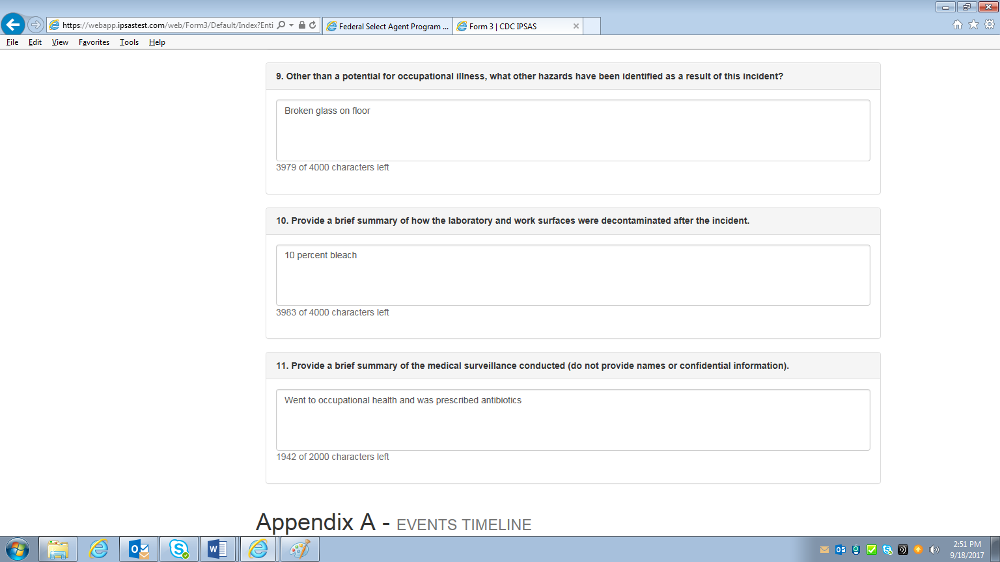 https://webapp.ipsastest.com/web/Form3/Default/Index?Enti
Federal Select Agent Program ...
Form 3 | CDC IPSAS
File Edit View Favorites Tools Help
9. Other than a potential for occupational illness, what other hazards have been identified as a result of this incident?
Broken glass on floor
3979 of 4000 characters left
10. Provide a brief summary of how the laboratory and work surfaces were decontaminated after the incident.
10 percent bleach
3983 of 4000 characters left
11. Provide a brief summary of the medical surveillance conducted (do not provide names or confidential information).
Went to occupational health and was prescribed antibiotics
1942 of 2000 characters left
Appendix A - EVENTS TIMELINE
2:51 PM
9/18/2017